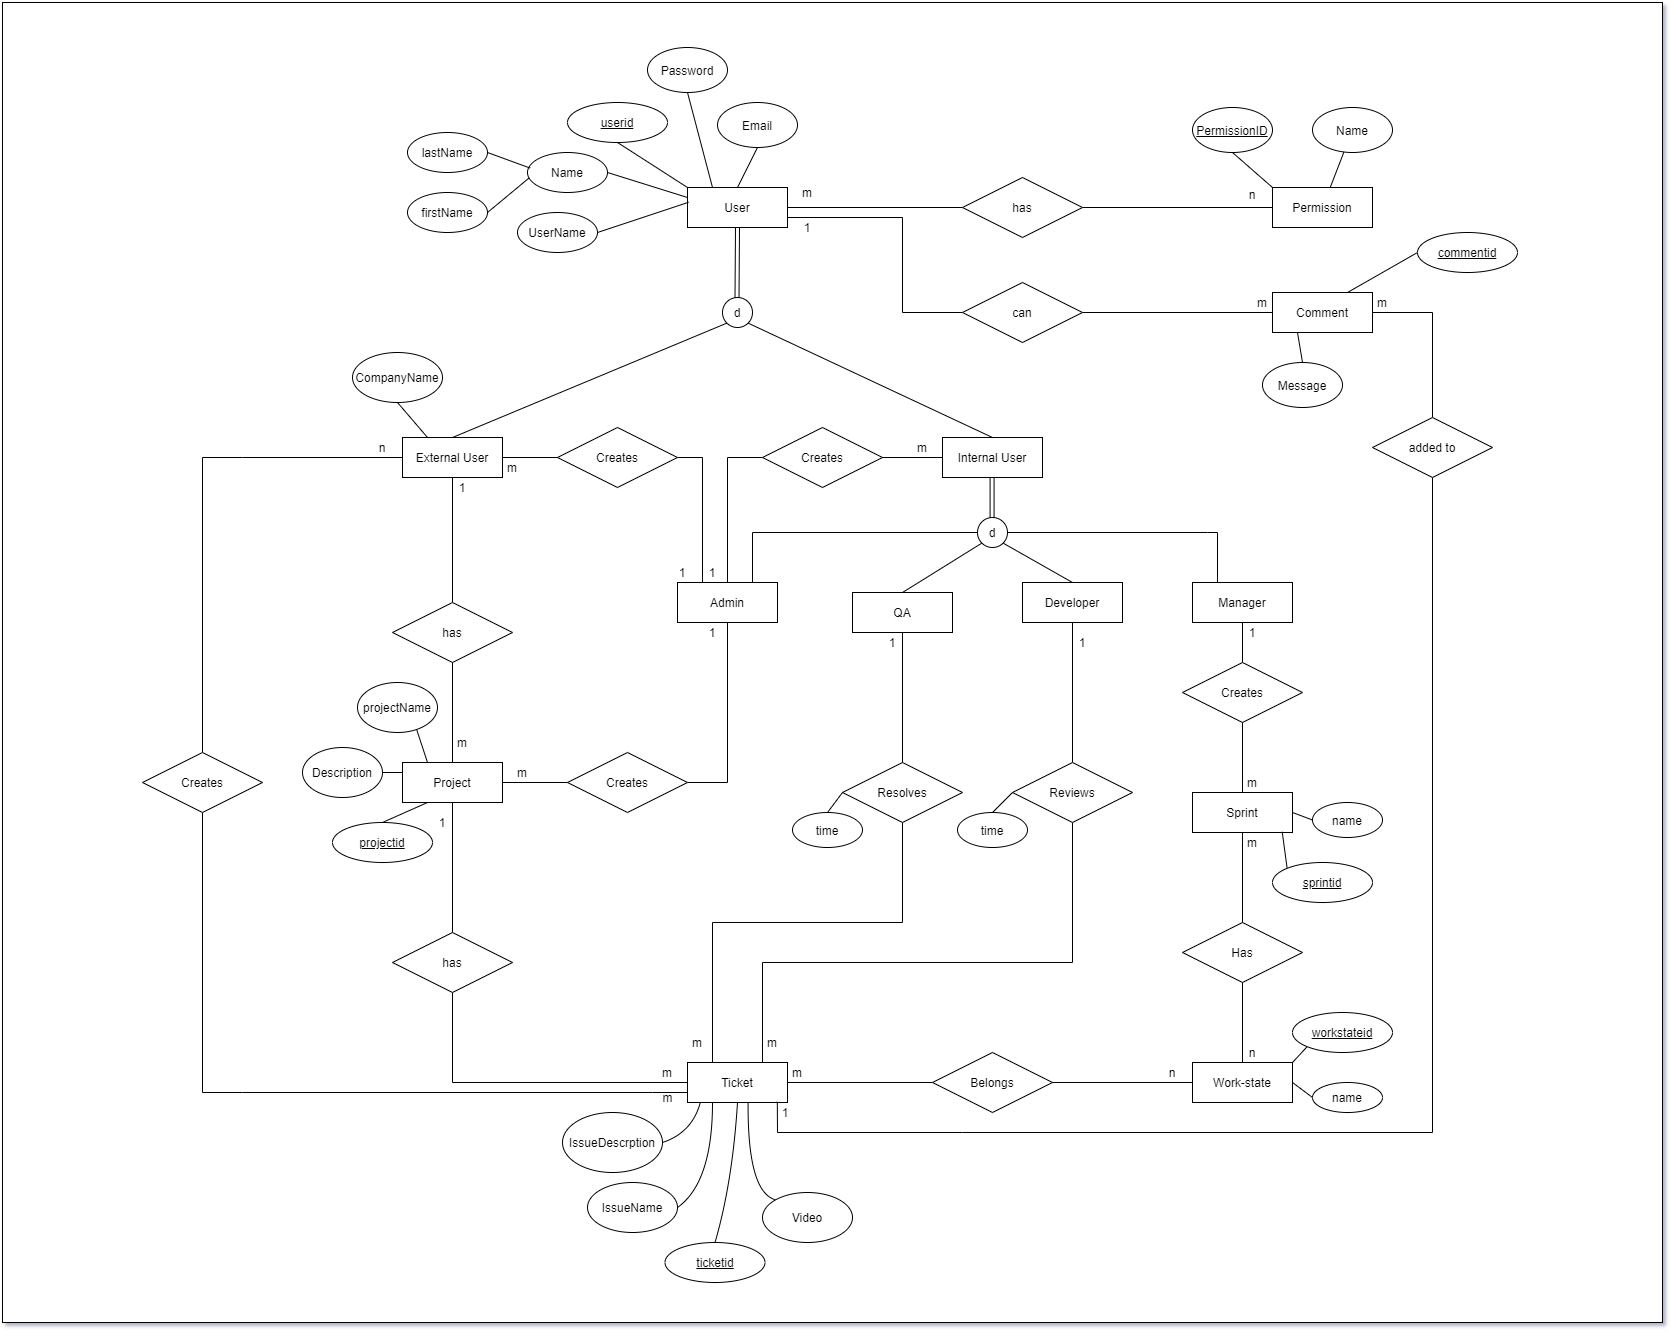 Password
userid
Email
lastName
Name
firstName
UserName
User
m
1
has
n
PermissionID
Name
Permission
commentid
can
m
Comment
m
Message
d
CompanyName
n
External User
m
1
Creates
Creates
m
Internal User
added to
d
1
1
Admin
1
QA
1
Developer
1
Manager
1
has
Creates
projectName
m
Description
Project
m
projectid
1
Creates
Creates
Resolves
time
Reviews
time
m
Sprint
m
name
sprintid
has
Has
n
workstateid
m
m
m
m
Ticket
m
1
Belongs
n
Work-state
name
IssueDescrption
IssueName
Video
ticketid